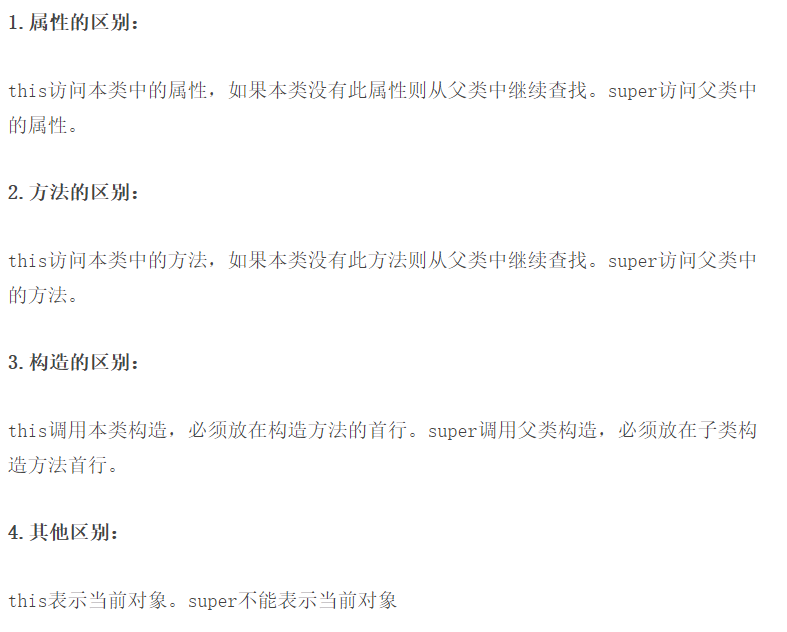 1.属性的区别：
this访问本类中的属性，如果本类没有此属性则从父类中继续查找。super访问父类中
的属性。
2.方法的区别：
this访问本类中的方法，如果本类没有此方法则从父类中继续查找。super访问父类中
的方法。
3.构造的区别：
this调用本类构造，必须放在构造方法的首行。super调用父类构造，必须放在子类构
造方法首行。
4.其他区别：
this表示当前对象。super不能表示当前对象